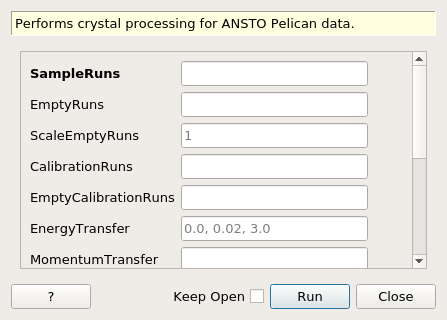 Performs crystal processing for ANSTO Pelican data.
SampleRuns
EmptyRuns
ScaleEmptyRuns 1
CalibrationRuns
EmptyCalibrationRuns
EnergyTransfer 0.0, 0.02, 3.0
MomentumTransfer
? Keep Open Run Close